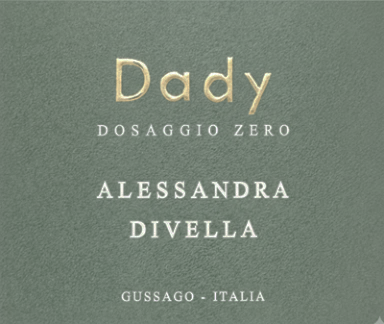 Dady
DOSAGGIO ZERO
ALESSANDRA
DIVELLA
GUSSAGO - ITALIA